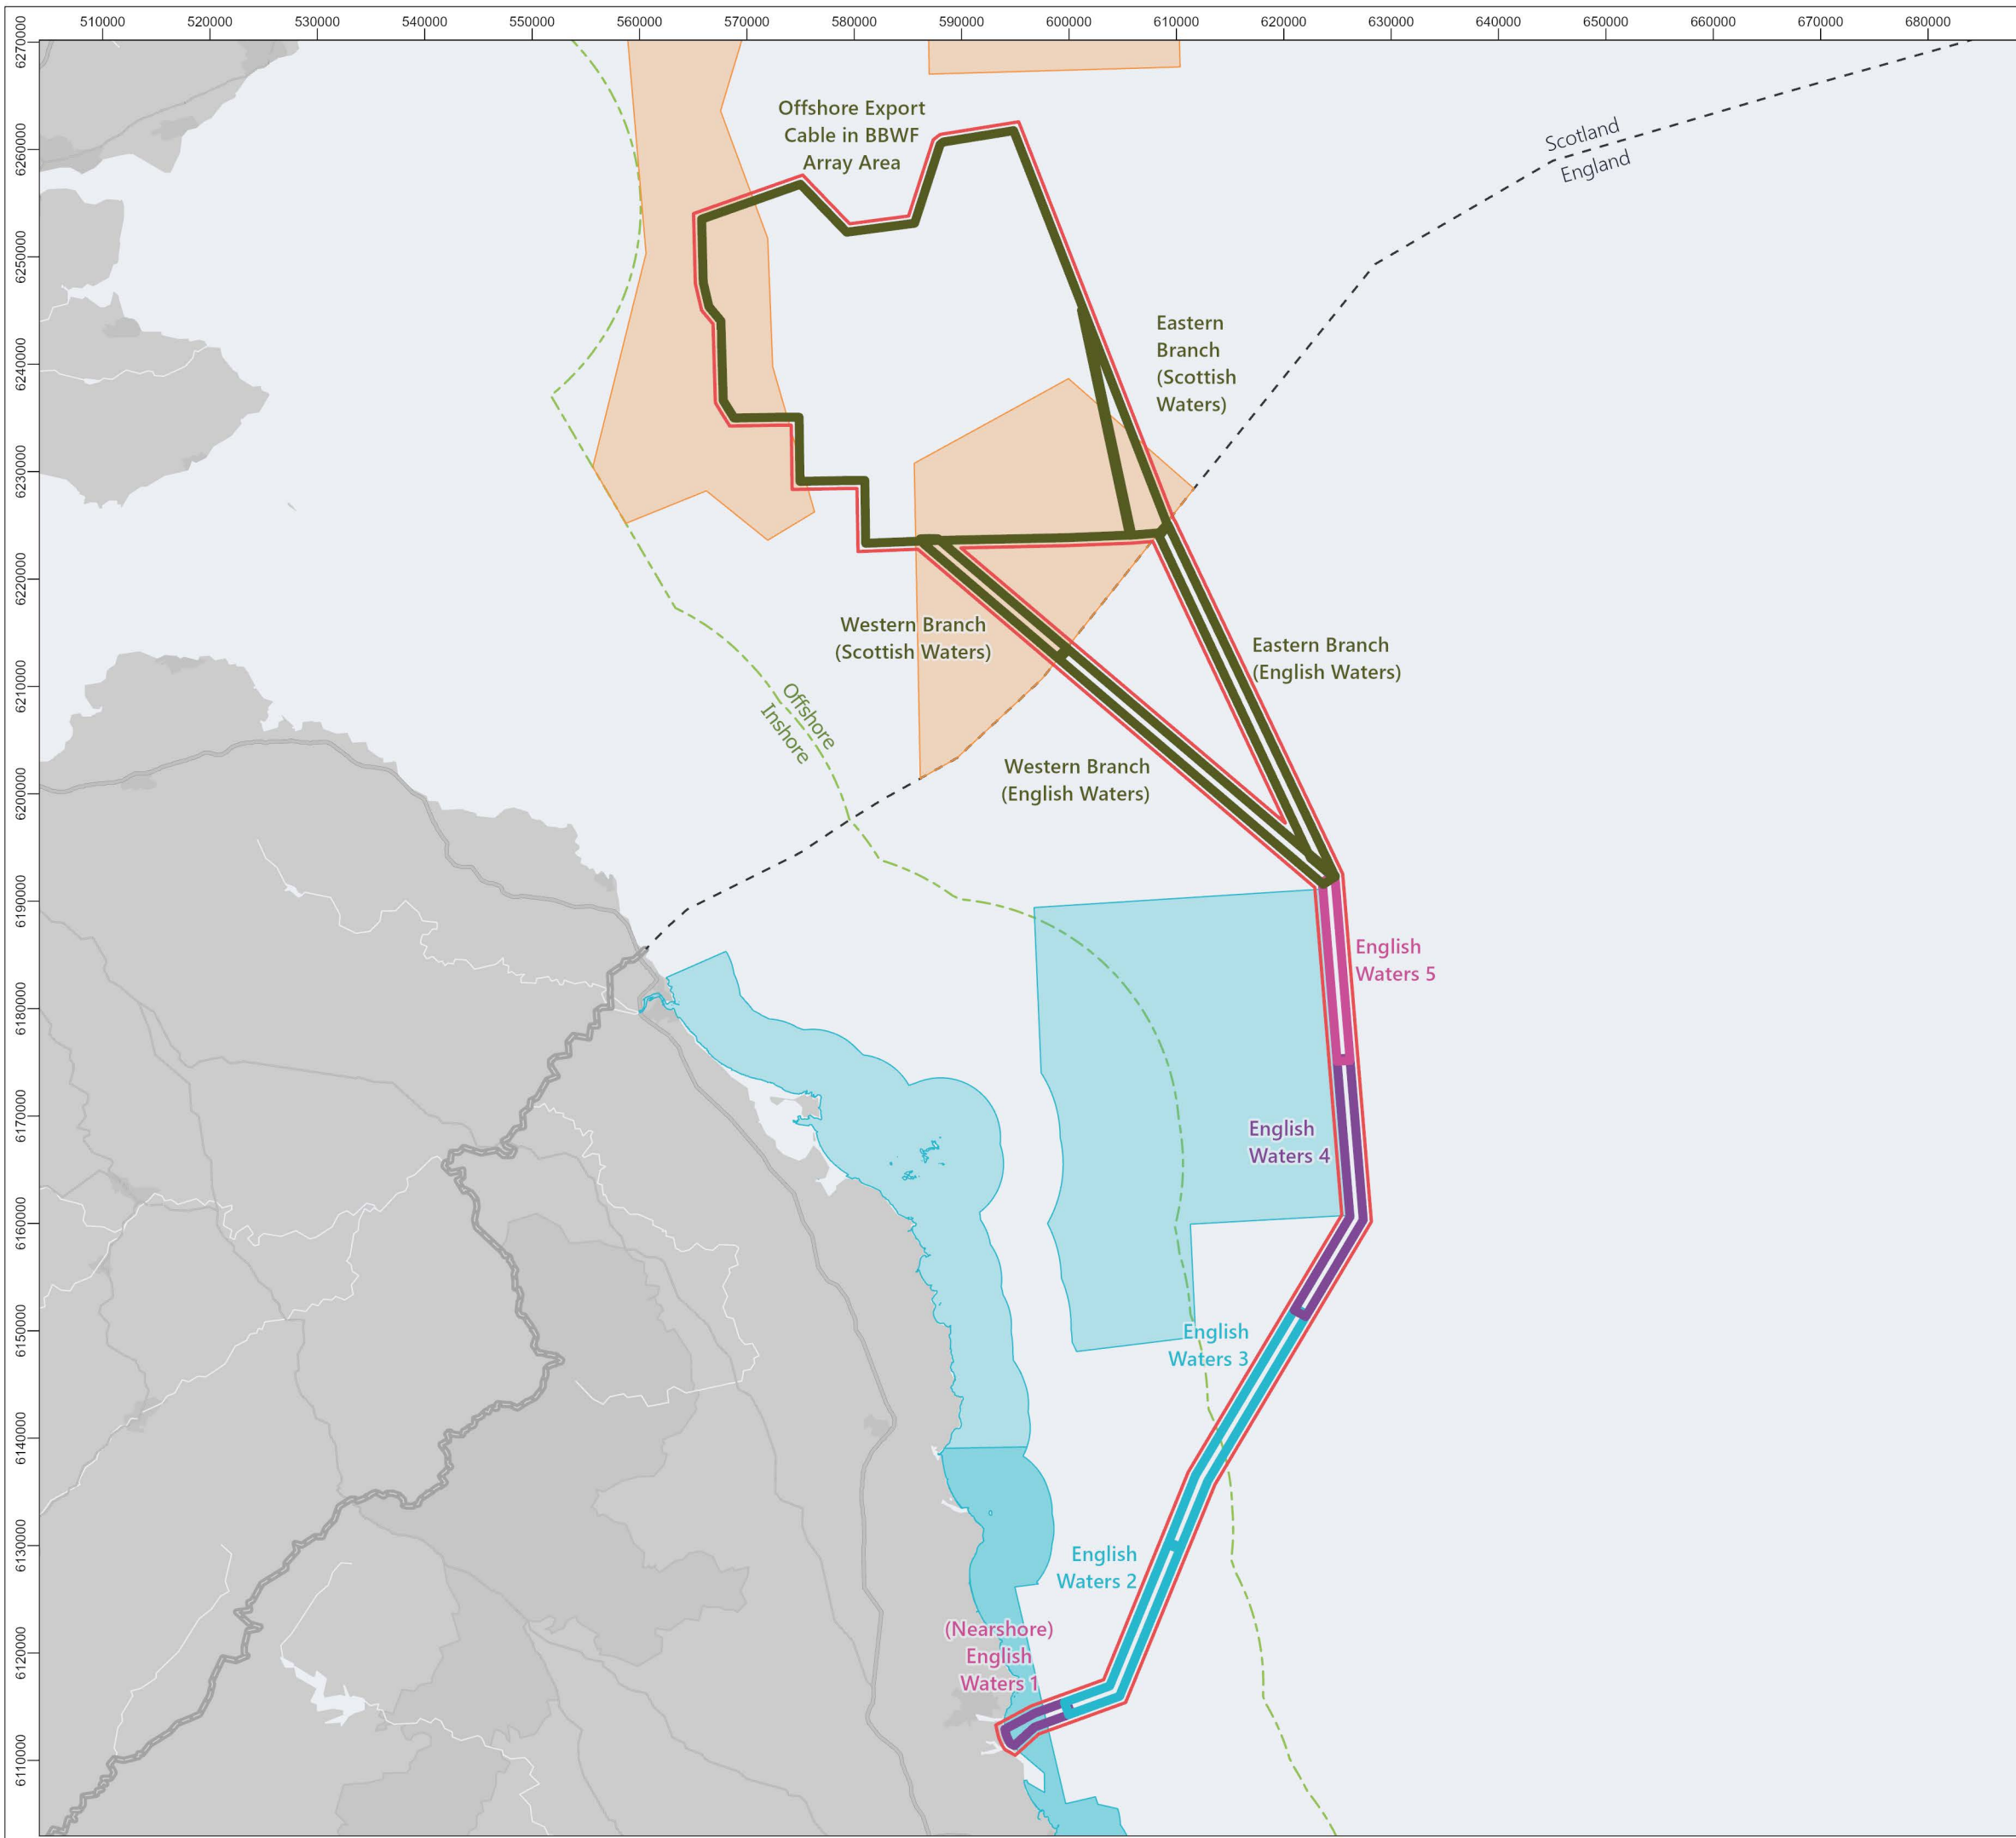 510000 520000 530000 540000 550000 560000 570000 580000 590000 600000 610000 620000 630000 640000 650000 660000 670000 680000
6270000
6260000
6250000
6240000
6230000
6220000
6210000
6200000
6190000
6180000
6170000
6160000
6150000
6140000
6130000
6120000
6110000
Offshore Export
Cable in BBWF
Array Area
Scotland
England
Eastern
Branch
(Scottish
Waters)
Western Branch
(Scottish Waters)
Eastern Branch
(English Waters)
Offshore
Inshore
Western Branch
(English Waters)
English
Waters 5
English
Waters 4
English
Waters 3
English
Waters 2
(Nearshore)
English
Waters 1